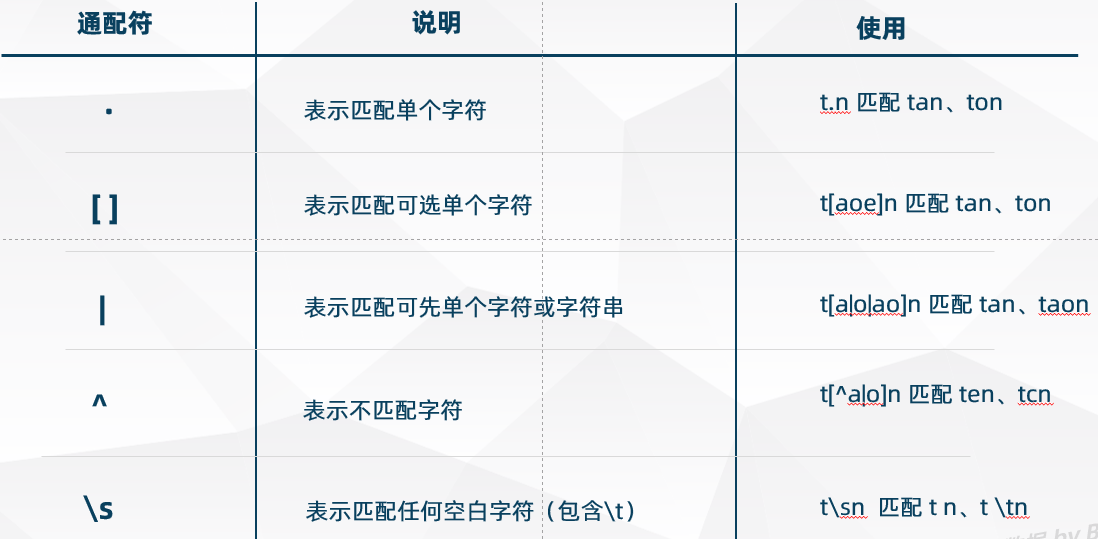 通配符 说明 使用
. 表示匹配单个字符 t.n 匹配 tan、ton
[ ] 表示匹配可选单个字符 t[aoe]n 匹配 tan、ton
| 表示匹配可先单个字符或字符串 t[a|o|ao]n 匹配 tan、taon
^ 表示不匹配字符 t[^a|o]n 匹配 ten、tcn
\s 表示匹配任何空白字符（包含\t） t\sn 匹配 t n、t \tn
数据 by B